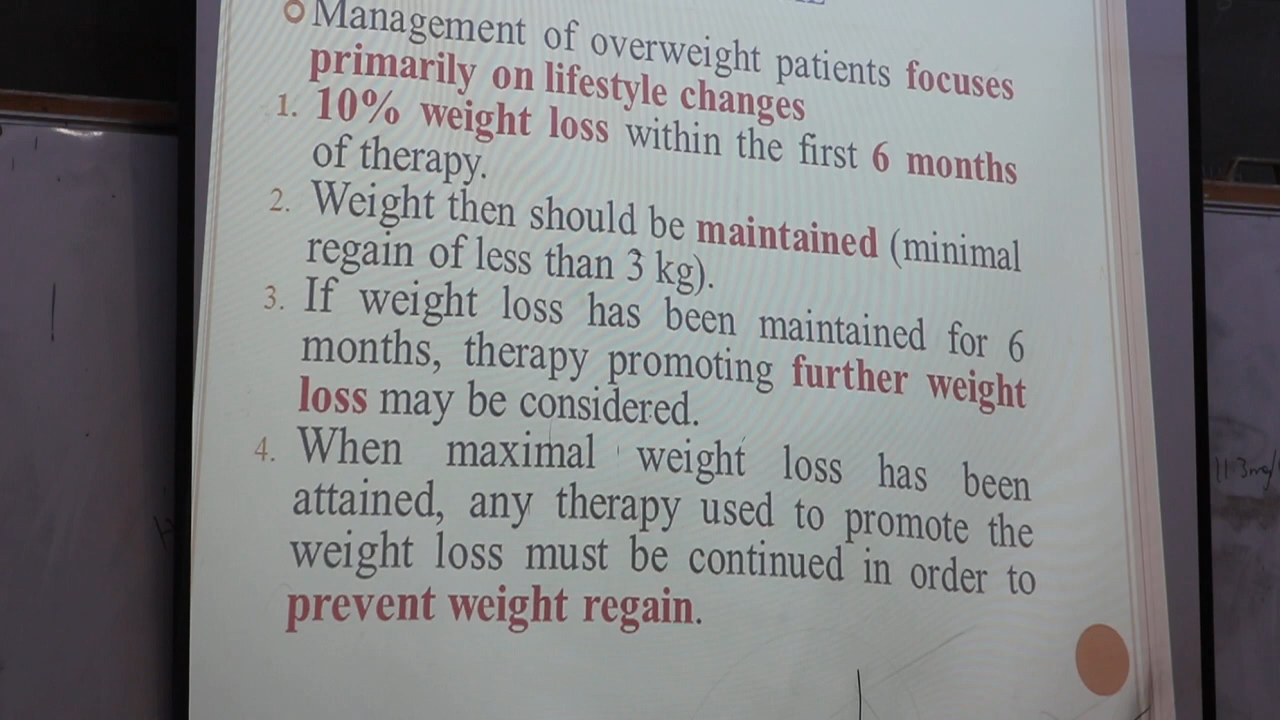 Management of overweight patients focuses
primarily on lifestyle changes
1. 10% weight loss within the first 6 months
of therapy.
2. Weight then should be maintained (minimal
regain of less than 3 kg).
3. If weight loss has been maintained for 6
months, therapy promoting further weight
loss may be considered.
4. When maximal weight loss has been
attained, any therapy used to promote the
weight loss must be continued in order to
prevent weight regain.